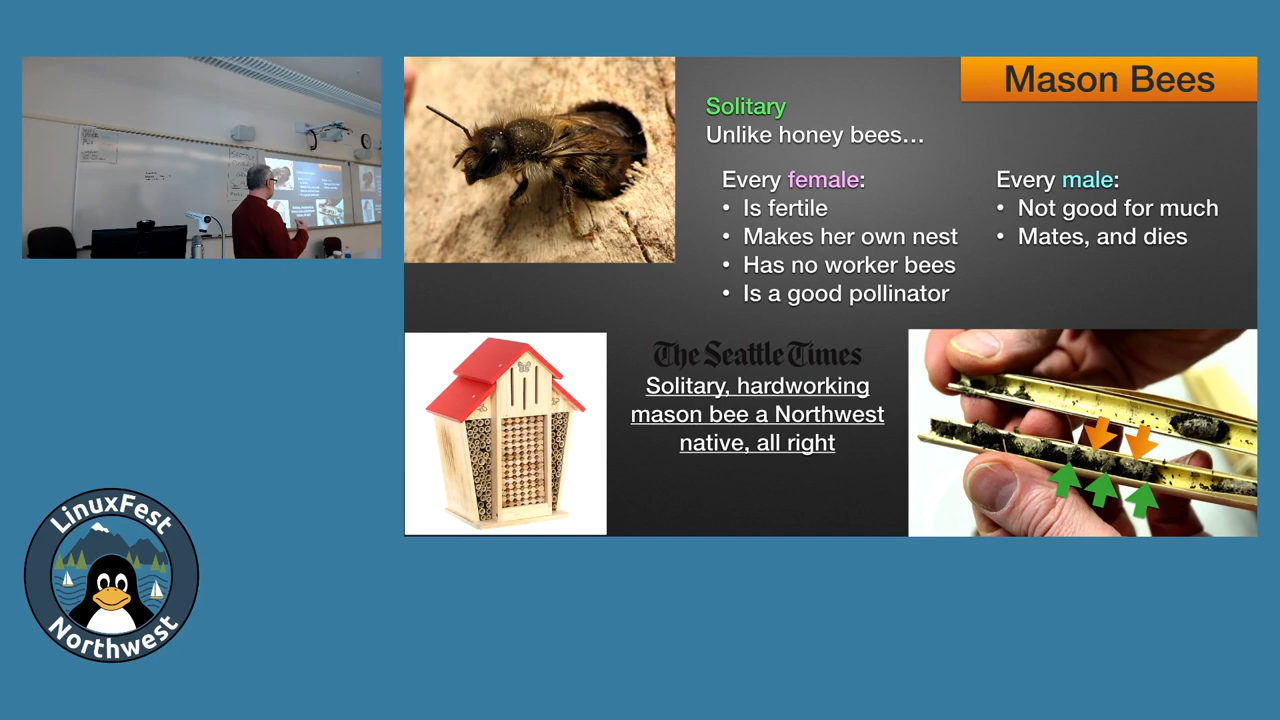 Mason Bees
Solitary
Unlike honey bees…
Every female:
• Is fertile
• Makes her own nest
• Has no worker bees
• Is a good pollinator
Every male:
• Not good for much
• Mates, and dies
The Seattle Times
Solitary, hardworking
mason bee a Northwest
native, all right
LinuxFest
Northwest